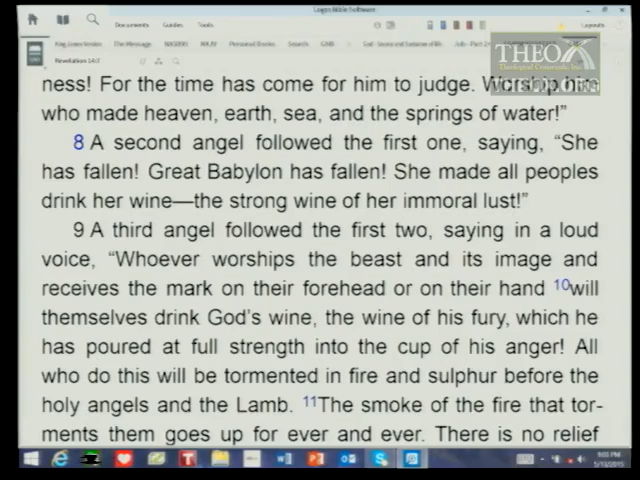 Logos Bible Software
Documents Guides Tools
Layouts
King James Version The Message NASB95 NKJV Personal Books Search GNB
Revelation 14:7
THEO
ness! For the time has come for him to judge. Worship him
who made heaven, earth, sea, and the springs of water!”
8 A second angel followed the first one, saying, “She
has fallen! Great Babylon has fallen! She made all peoples
drink her wine—the strong wine of her immoral lust!”
9 A third angel followed the first two, saying in a loud
voice, “Whoever worships the beast and its image and
receives the mark on their forehead or on their hand 10will
themselves drink God’s wine, the wine of his fury, which he
has poured at full strength into the cup of his anger! All
who do this will be tormented in fire and sulphur before the
holy angels and the Lamb. 11The smoke of the fire that tor-
ments them goes up for ever and ever. There is no relief
9:03 PM
5/13/2015